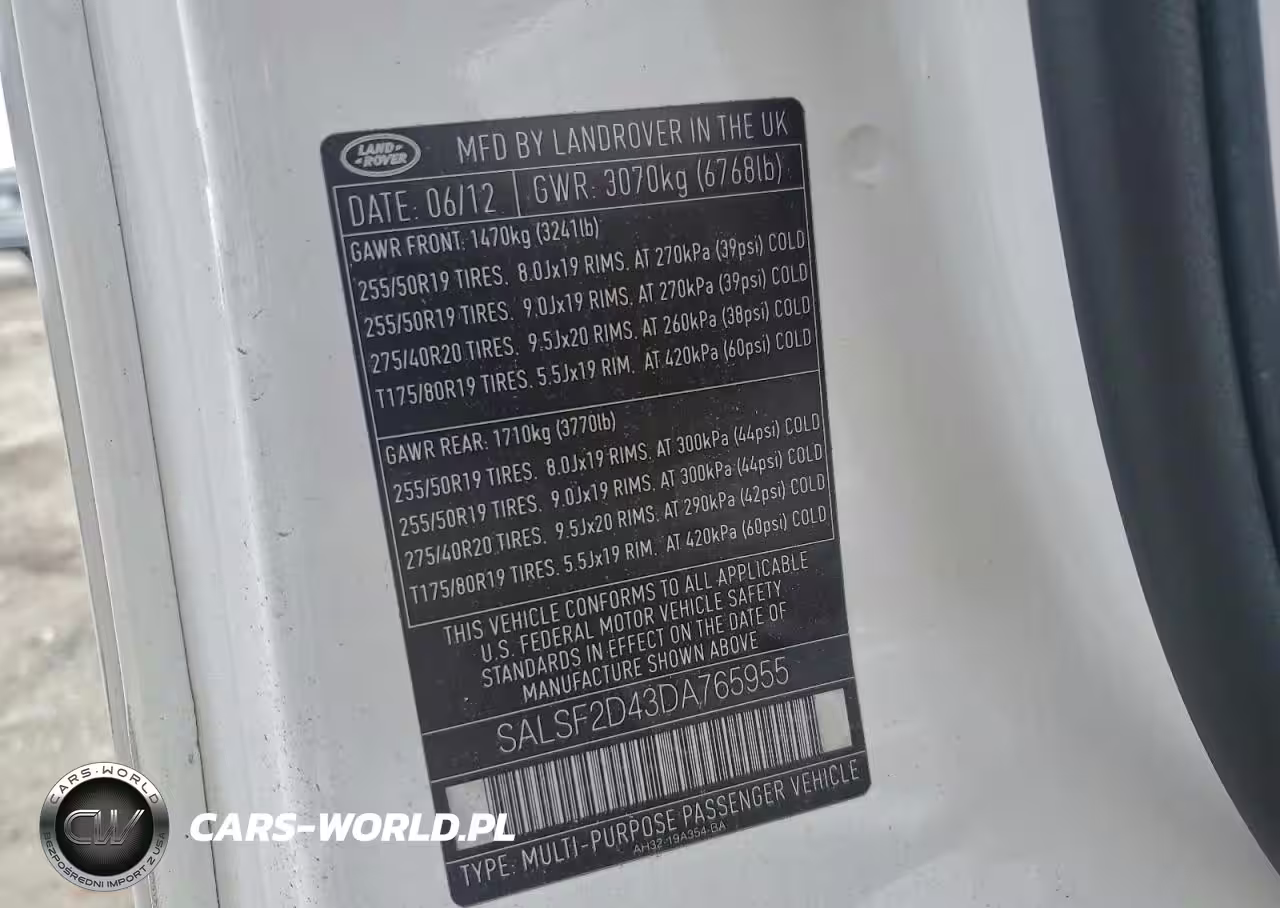 LAND ROVER
MFD BY LANDROVER IN THE UK
DATE: 06/12 GWR: 3070kg (6768lb)
GAWR FRONT: 1470kg (3241lb)
255/50R19 TIRES. 8.0Jx19 RIMS. AT 270kPa (39psi) COLD
255/50R19 TIRES. 9.0Jx19 RIMS. AT 270kPa (39psi) COLD
275/40R20 TIRES. 9.5Jx20 RIMS. AT 260kPa (38psi) COLD
T175/80R19 TIRES. 5.5Jx19 RIM. AT 420kPa (60psi) COLD
GAWR REAR: 1710kg (3770lb)
255/50R19 TIRES. 8.0Jx19 RIMS. AT 300kPa (44psi) COLD
255/50R19 TIRES. 9.0Jx19 RIMS. AT 300kPa (44psi) COLD
275/40R20 TIRES. 9.5Jx20 RIMS. AT 290kPa (42psi) COLD
T175/80R19 TIRES. 5.5Jx19 RIM. AT 420kPa (60psi) COLD
THIS VEHICLE CONFORMS TO ALL APPLICABLE
U.S. FEDERAL MOTOR VEHICLE SAFETY
STANDARDS IN EFFECT ON THE DATE OF
MANUFACTURE SHOWN ABOVE
SALSF2D43DA765955
TYPE: MULTI-PURPOSE PASSENGER VEHICLE
AH32-19A354-BA
CARS-WORLD
CW
BEZPOŚREDNI IMPORT Z USA
CARS-WORLD.PL